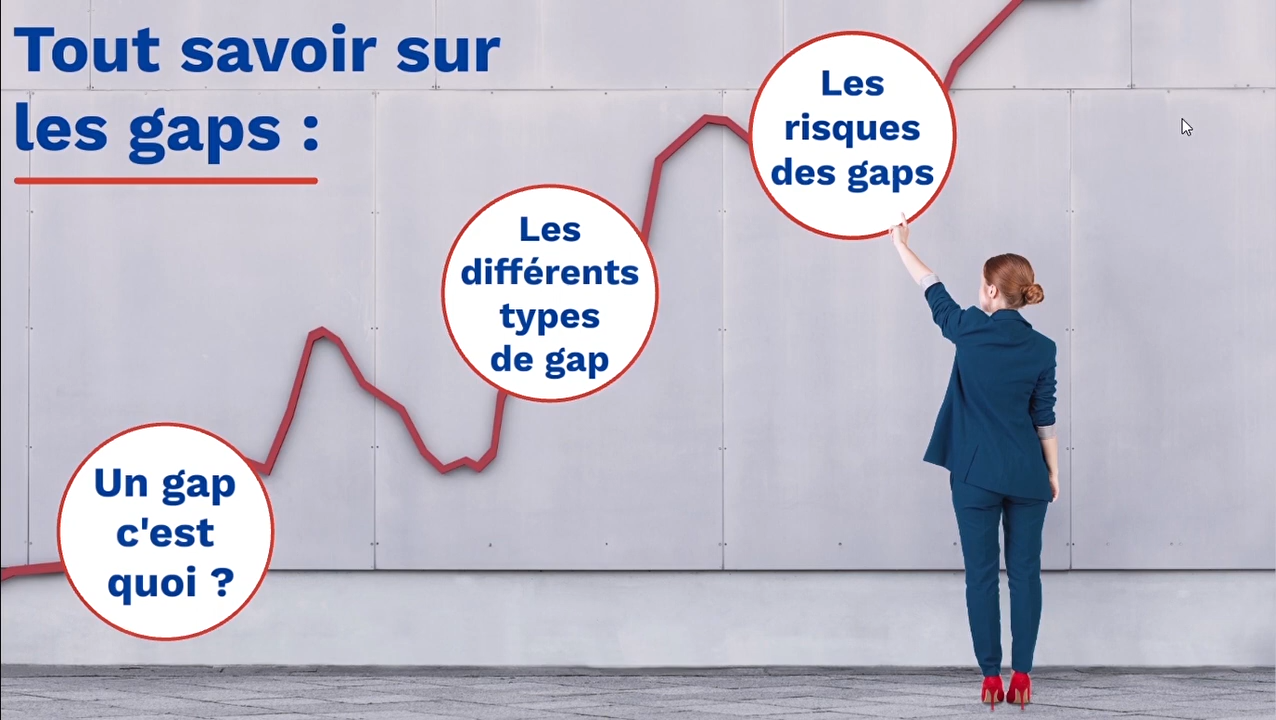 Tout savoir sur
les gaps :
Un gap
c'est
quoi ?
Les
différents
types
de gap
Les
risques
des gaps